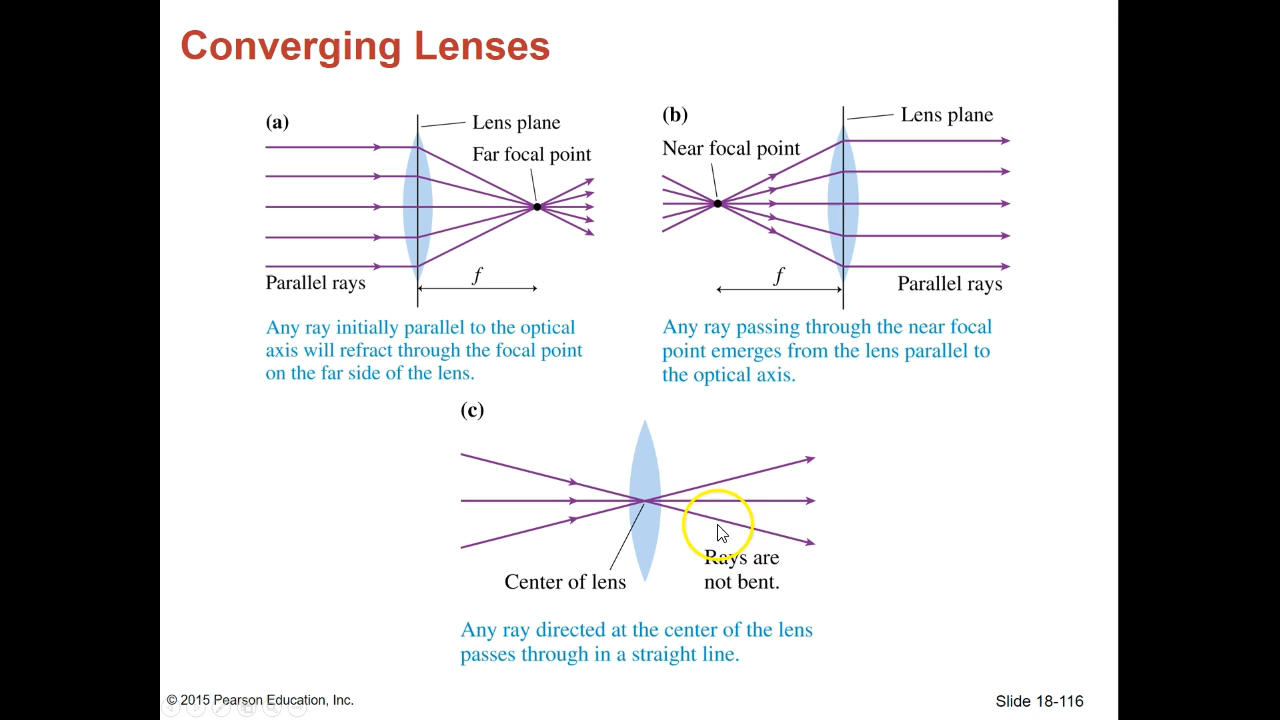 Converging Lenses
(a)
Lens plane
Far focal point
Parallel rays
f
Any ray initially parallel to the optical
axis will refract through the focal point
on the far side of the lens.
(b)
Lens plane
Near focal point
f
Parallel rays
Any ray passing through the near focal
point emerges from the lens parallel to
the optical axis.
(c)
Center of lens
Rays are
not bent.
Any ray directed at the center of the lens
passes through in a straight line.
© 2015 Pearson Education, Inc.
Slide 18-116